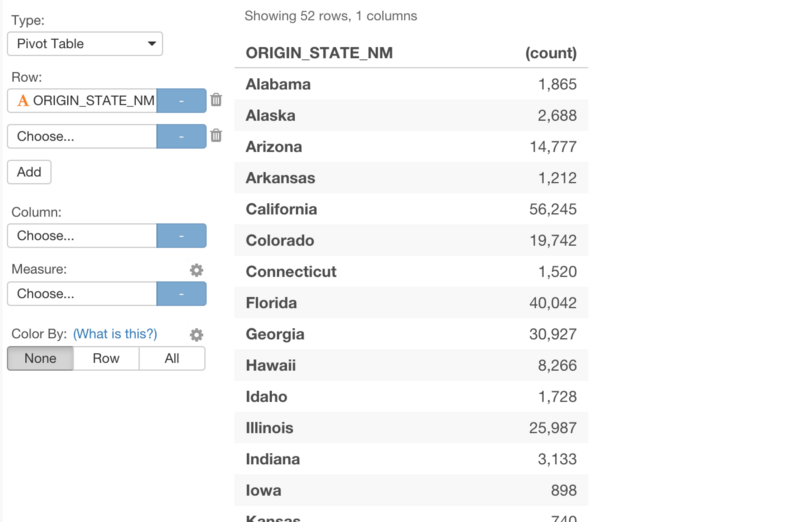 Type:
Pivot Table
Row:
A ORIGIN_STATE_NM -
Choose... -
Add
Column:
Choose... -
Measure:
Choose... -
Color By: (What is this?)
None Row All
Showing 52 rows, 1 columns
ORIGIN_STATE_NM (count)
Alabama 1,865
Alaska 2,688
Arizona 14,777
Arkansas 1,212
California 56,245
Colorado 19,742
Connecticut 1,520
Florida 40,042
Georgia 30,927
Hawaii 8,266
Idaho 1,728
Illinois 25,987
Indiana 3,133
Iowa 898
Kansas 740